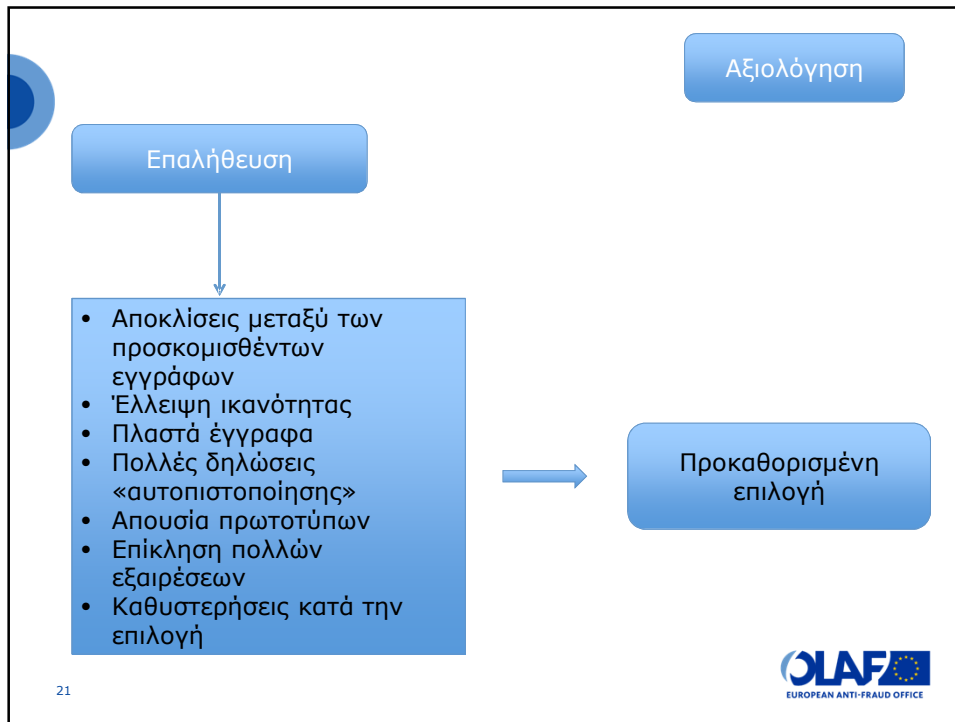 Αξιολόγηση
Επαλήθευση
• Αποκλίσεις μεταξύ των
προσκομισθέντων
εγγράφων
• Έλλειψη ικανότητας
• Πλαστά έγγραφα
• Πολλές δηλώσεις
«αυτοπιστοποίησης»
• Απουσία πρωτοτύπων
• Επίκληση πολλών
εξαιρέσεων
• Καθυστερήσεις κατά την
επιλογή
Προκαθορισμένη
επιλογή
21
OLAF
EUROPEAN ANTI-FRAUD OFFICE